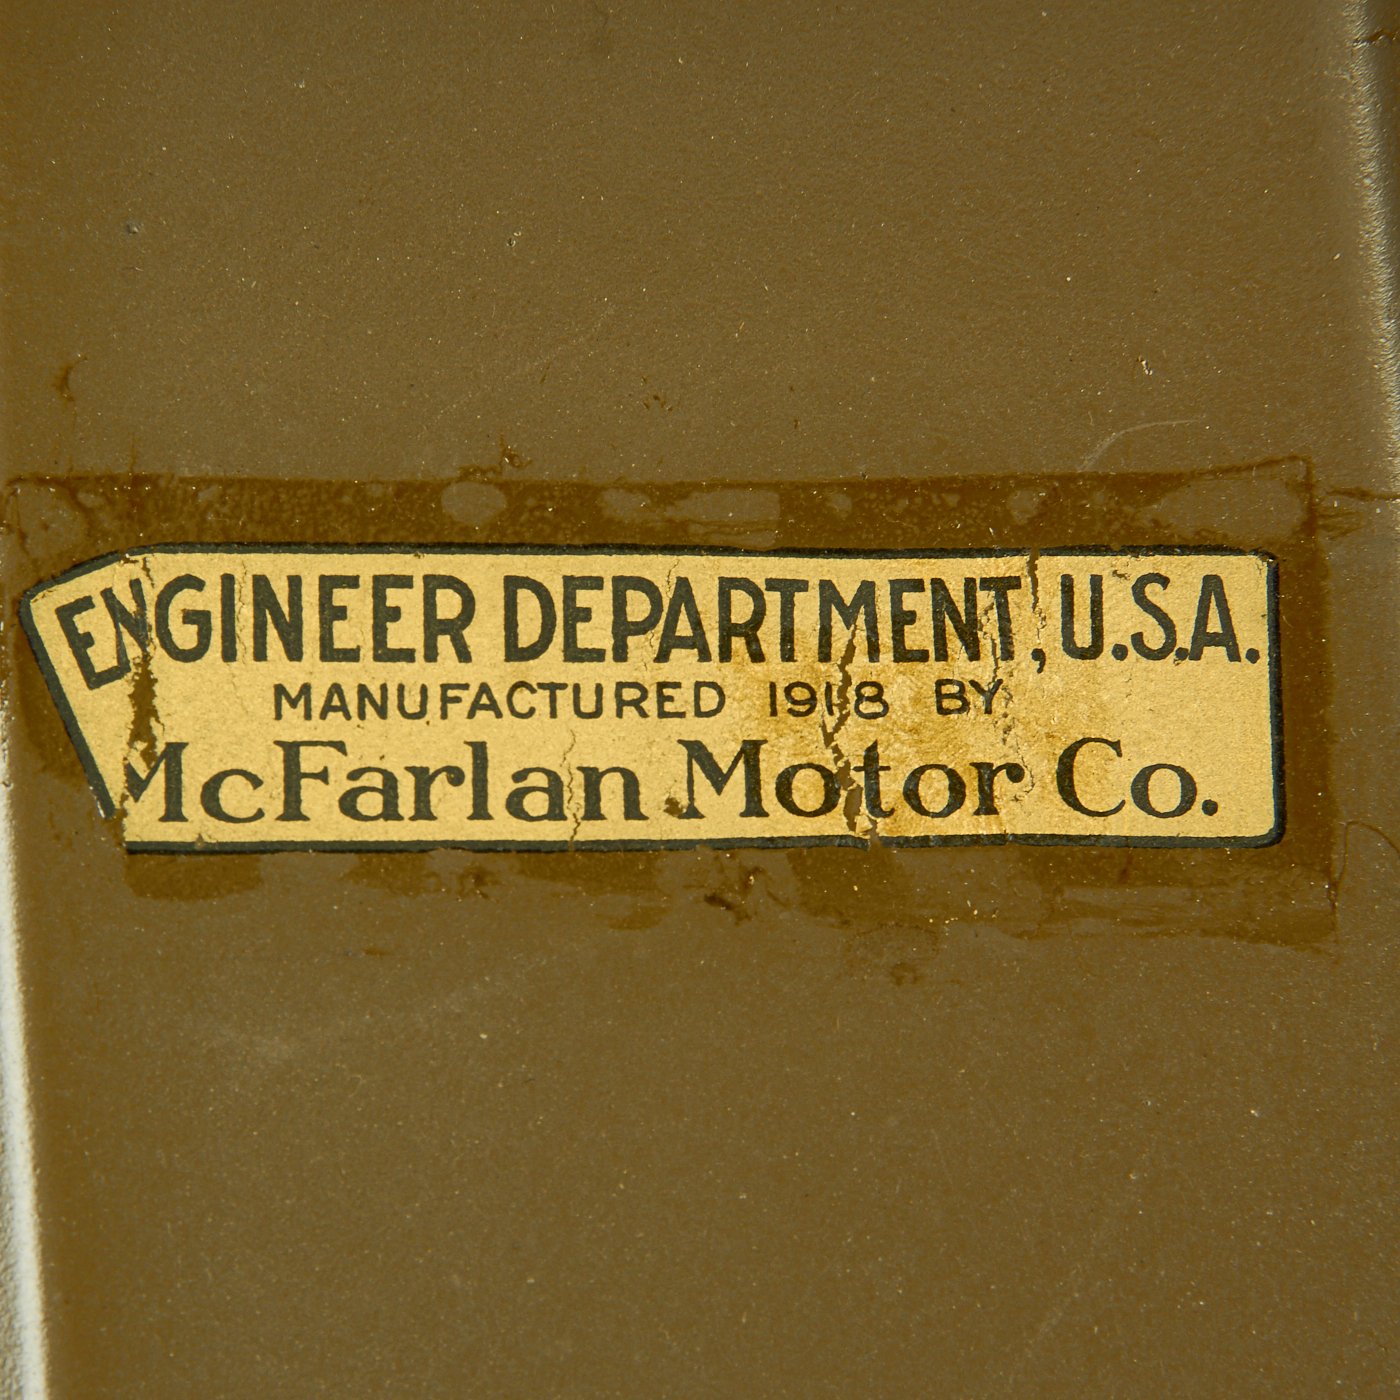 ENGINEER DEPARTMENT, U.S.A.
MANUFACTURED 1918 BY
McFarlan Motor Co.